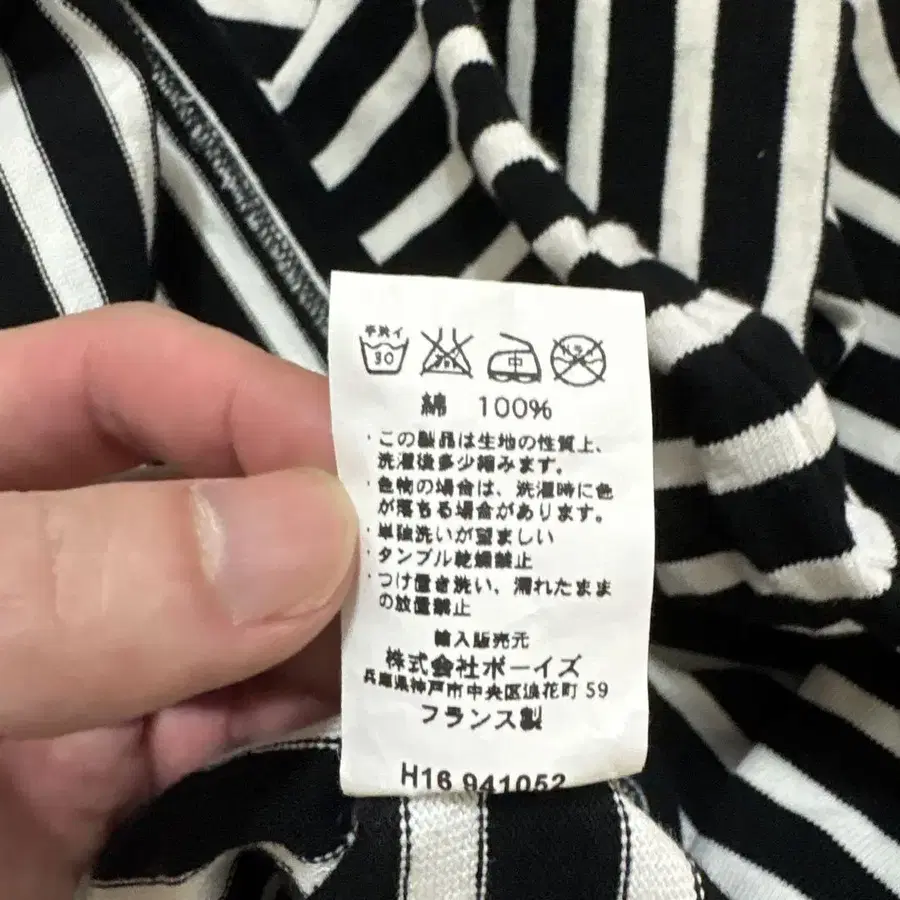 手洗イ
30
中
ドライ
綿 100%
・この製品は生地の性質上、
洗濯後多少縮みます。
・色物の場合は、洗濯時に色
が落ちる場合があります。
・単独洗いが望ましい
・タンブル乾燥禁止
・つけ置き洗い、濡れたまま
の放置禁止
輸入販売元
株式会社ボーイズ
兵庫県神戸市中央区浪花町 59
フランス製
H16 941052